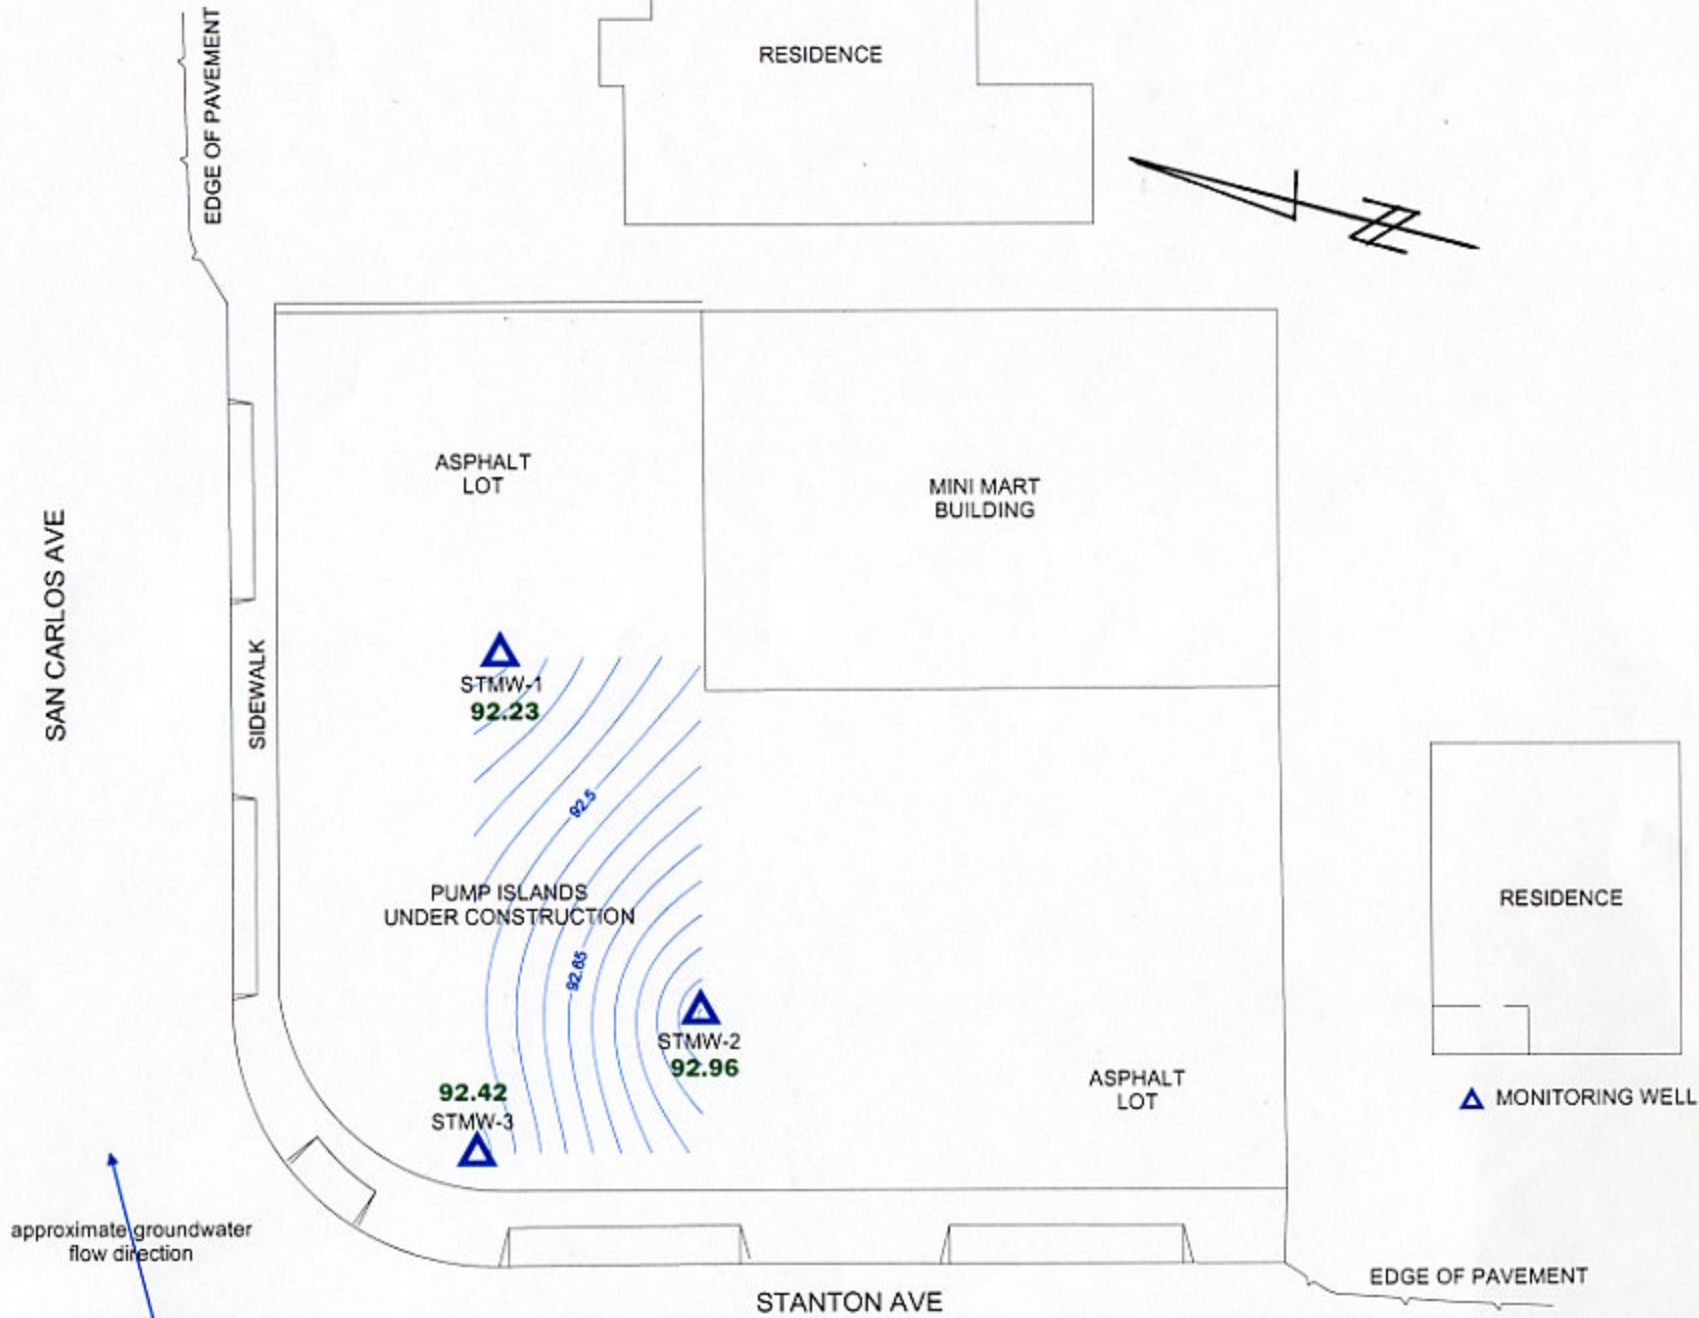 EDGE OF PAVEMENT
RESIDENCE
N
ASPHALT
LOT
MINI MART
BUILDING
SAN CARLOS AVE
SIDEWALK
STMW-1
92.23
92.5
PUMP ISLANDS
UNDER CONSTRUCTION
92.65
RESIDENCE
STMW-2
92.96
92.42
STMW-3
ASPHALT
LOT
MONITORING WELL
approximate groundwater
flow direction
EDGE OF PAVEMENT
STANTON AVE